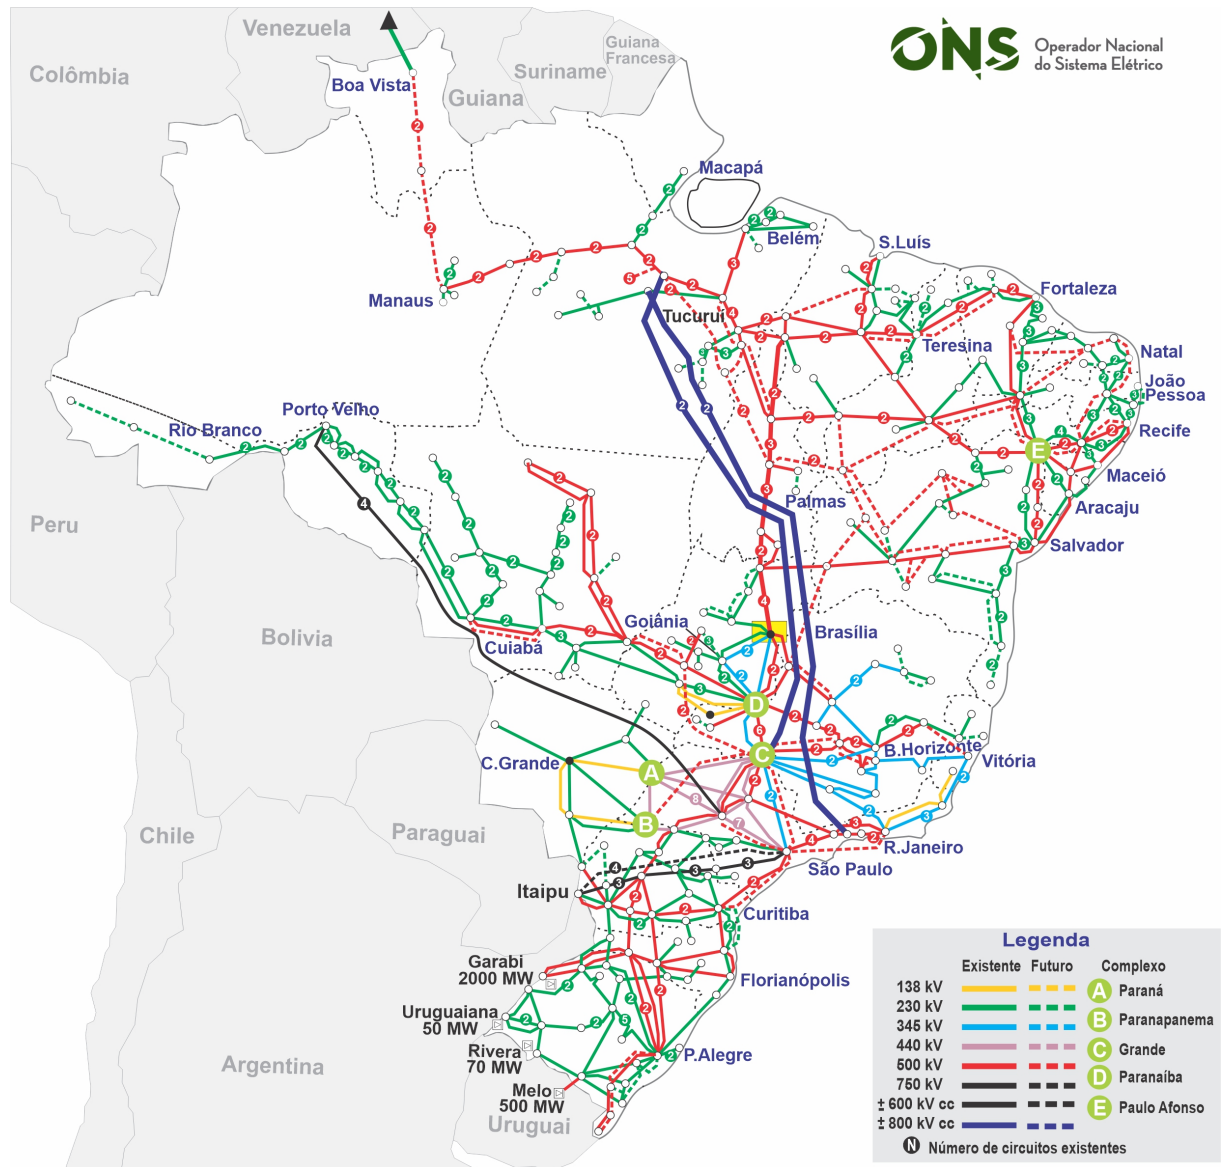 Venezuela
Guiana
Francesa
Colômbia
Suriname
Guiana
ONS
Operador Nacional
do Sistema Elétrico
Boa Vista
Macapá
Belém
S.Luís
Manaus
Tucuruí
Fortaleza
Teresina
Natal
João
Pessoa
Porto Velho
Rio Branco
Recife
E
Maceió
Palmas
Aracaju
Peru
Salvador
Goiânia
Brasília
Bolivia
Cuiabá
D
C.Grande
A
C
B.Horizonte
Vitória
B
Chile
Paraguai
R.Janeiro
São Paulo
Itaipu
Curitiba
Garabi
2000 MW
Florianópolis
Uruguaiana
50 MW
Rivera
70 MW
P.Alegre
Melo
500 MW
Argentina
Uruguai
Legenda
Existente Futuro Complexo
138 kV A Paraná
230 kV
345 kV B Paranapanema
440 kV C Grande
500 kV
750 kV D Paranaíba
± 600 kV cc
± 800 kV cc E Paulo Afonso
N Número de circuitos existentes